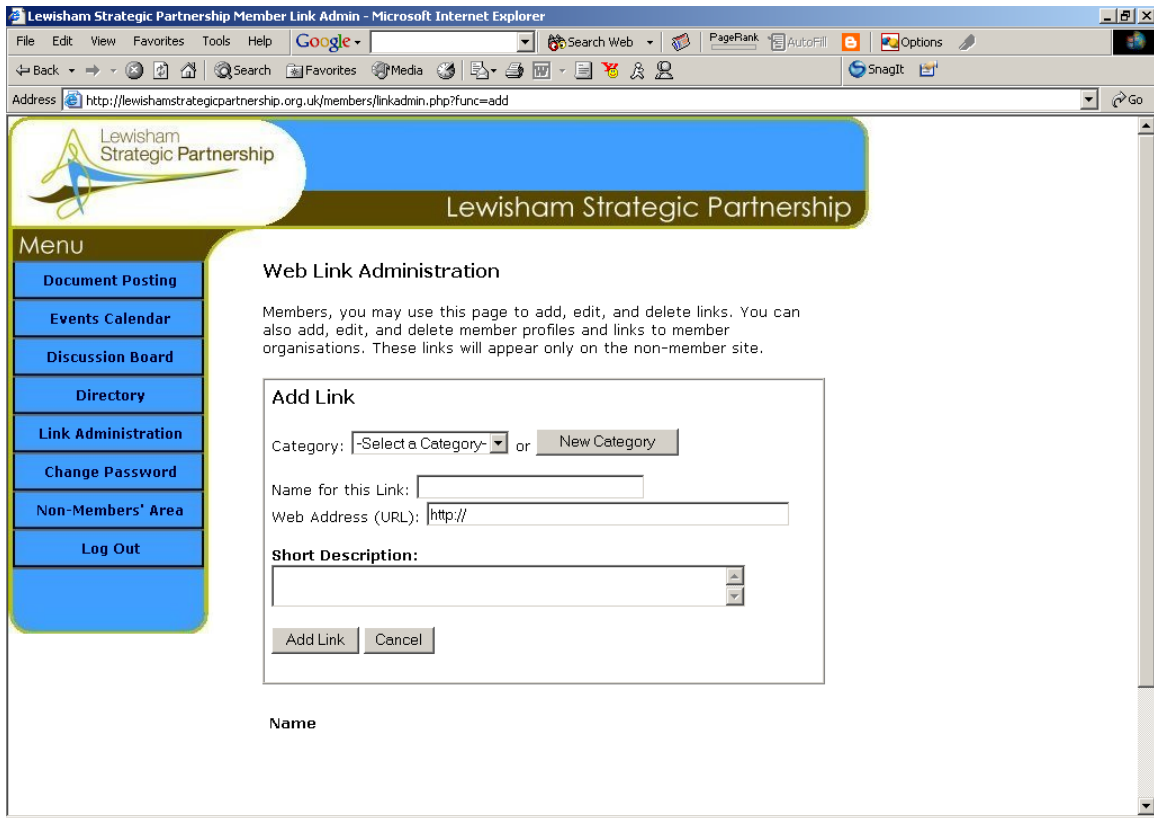 Lewisham Strategic Partnership Member Link Admin - Microsoft Internet Explorer
File Edit View Favorites Tools Help Google Search Web PageRank AutoFill Options
Back Search Favorites Media SnagIt
Address http://lewishamstrategicpartnership.org.uk/members/linkadmin.php?func=add Go
Lewisham
Strategic Partnership
Lewisham Strategic Partnership
Menu
Document Posting
Events Calendar
Discussion Board
Directory
Link Administration
Change Password
Non-Members' Area
Log Out
Web Link Administration
Members, you may use this page to add, edit, and delete links. You can
also add, edit, and delete member profiles and links to member
organisations. These links will appear only on the non-member site.
Add Link
Category: -Select a Category- or New Category
Name for this Link:
Web Address (URL): http://
Short Description:
Add Link Cancel
Name